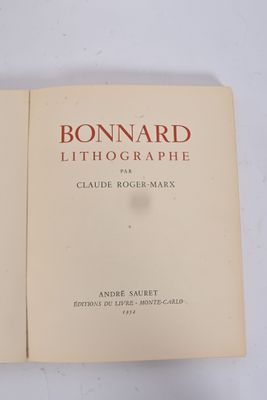 BONNARD
LITHOGRAPHE
PAR
CLAUDE ROGER-MARX
ANDRÉ SAURET
ÉDITIONS DU LIVRE - MONTE-CARLO
1952